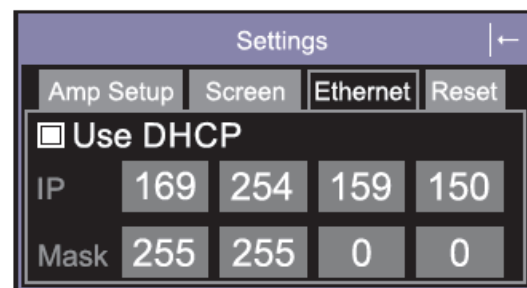 Settings
Amp Setup Screen Ethernet Reset
Use DHCP
IP 169 254 159 150
Mask 255 255 0 0